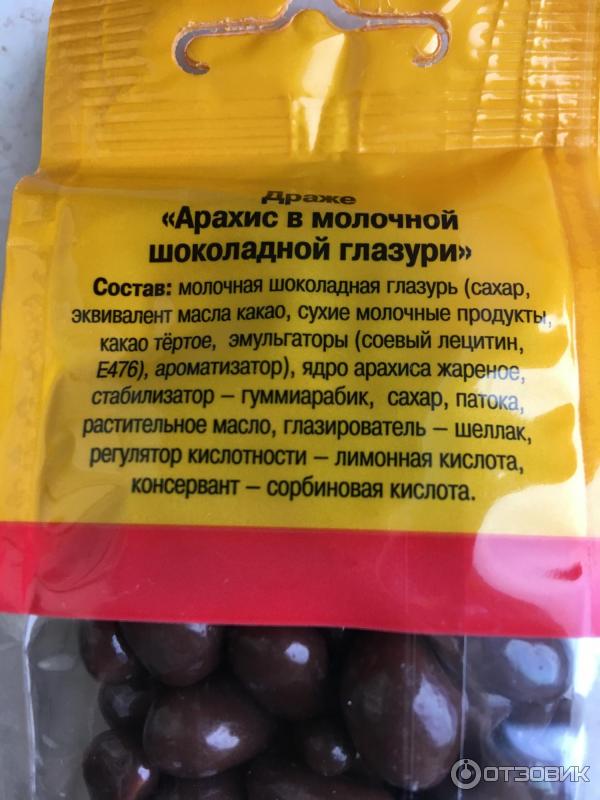 Драже
«Арахис в молочной
шоколадной глазури»
Состав: молочная шоколадная глазурь (сахар,
эквивалент масла какао, сухие молочные продукты,
какао тёртое, эмульгаторы (соевый лецитин,
Е476), ароматизатор), ядро арахиса жареное,
стабилизатор – гуммиарабик, сахар, патока,
растительное масло, глазирователь – шеллак,
регулятор кислотности – лимонная кислота,
консервант – сорбиновая кислота.
ОТЗОВИК